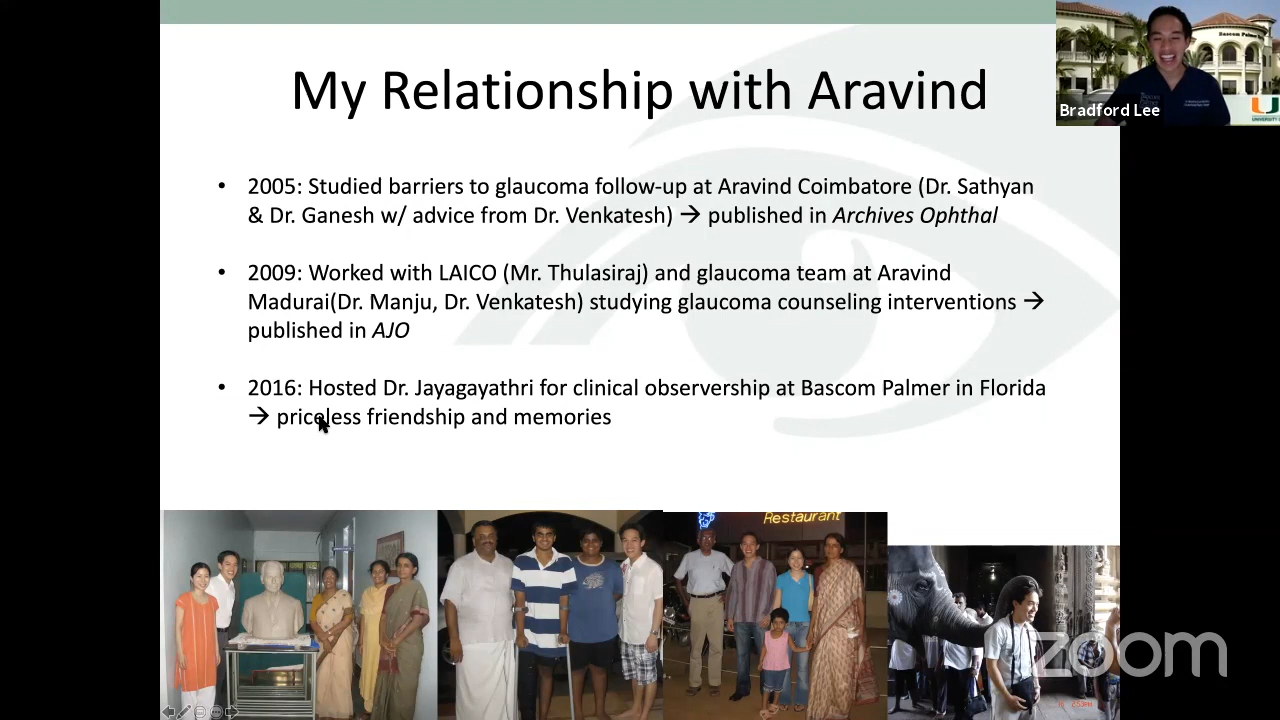 My Relationship with Aravind
Bascom Palmer
Bradford Lee
• 2005: Studied barriers to glaucoma follow-up at Aravind Coimbatore (Dr. Sathyan
& Dr. Ganesh w/ advice from Dr. Venkatesh) → published in Archives Ophthal
• 2009: Worked with LAICO (Mr. Thulasiraj) and glaucoma team at Aravind
Madurai(Dr. Manju, Dr. Venkatesh) studying glaucoma counseling interventions →
published in AJO
• 2016: Hosted Dr. Jayagayathri for clinical observership at Bascom Palmer in Florida
→ priceless friendship and memories
Restaurant
zoom